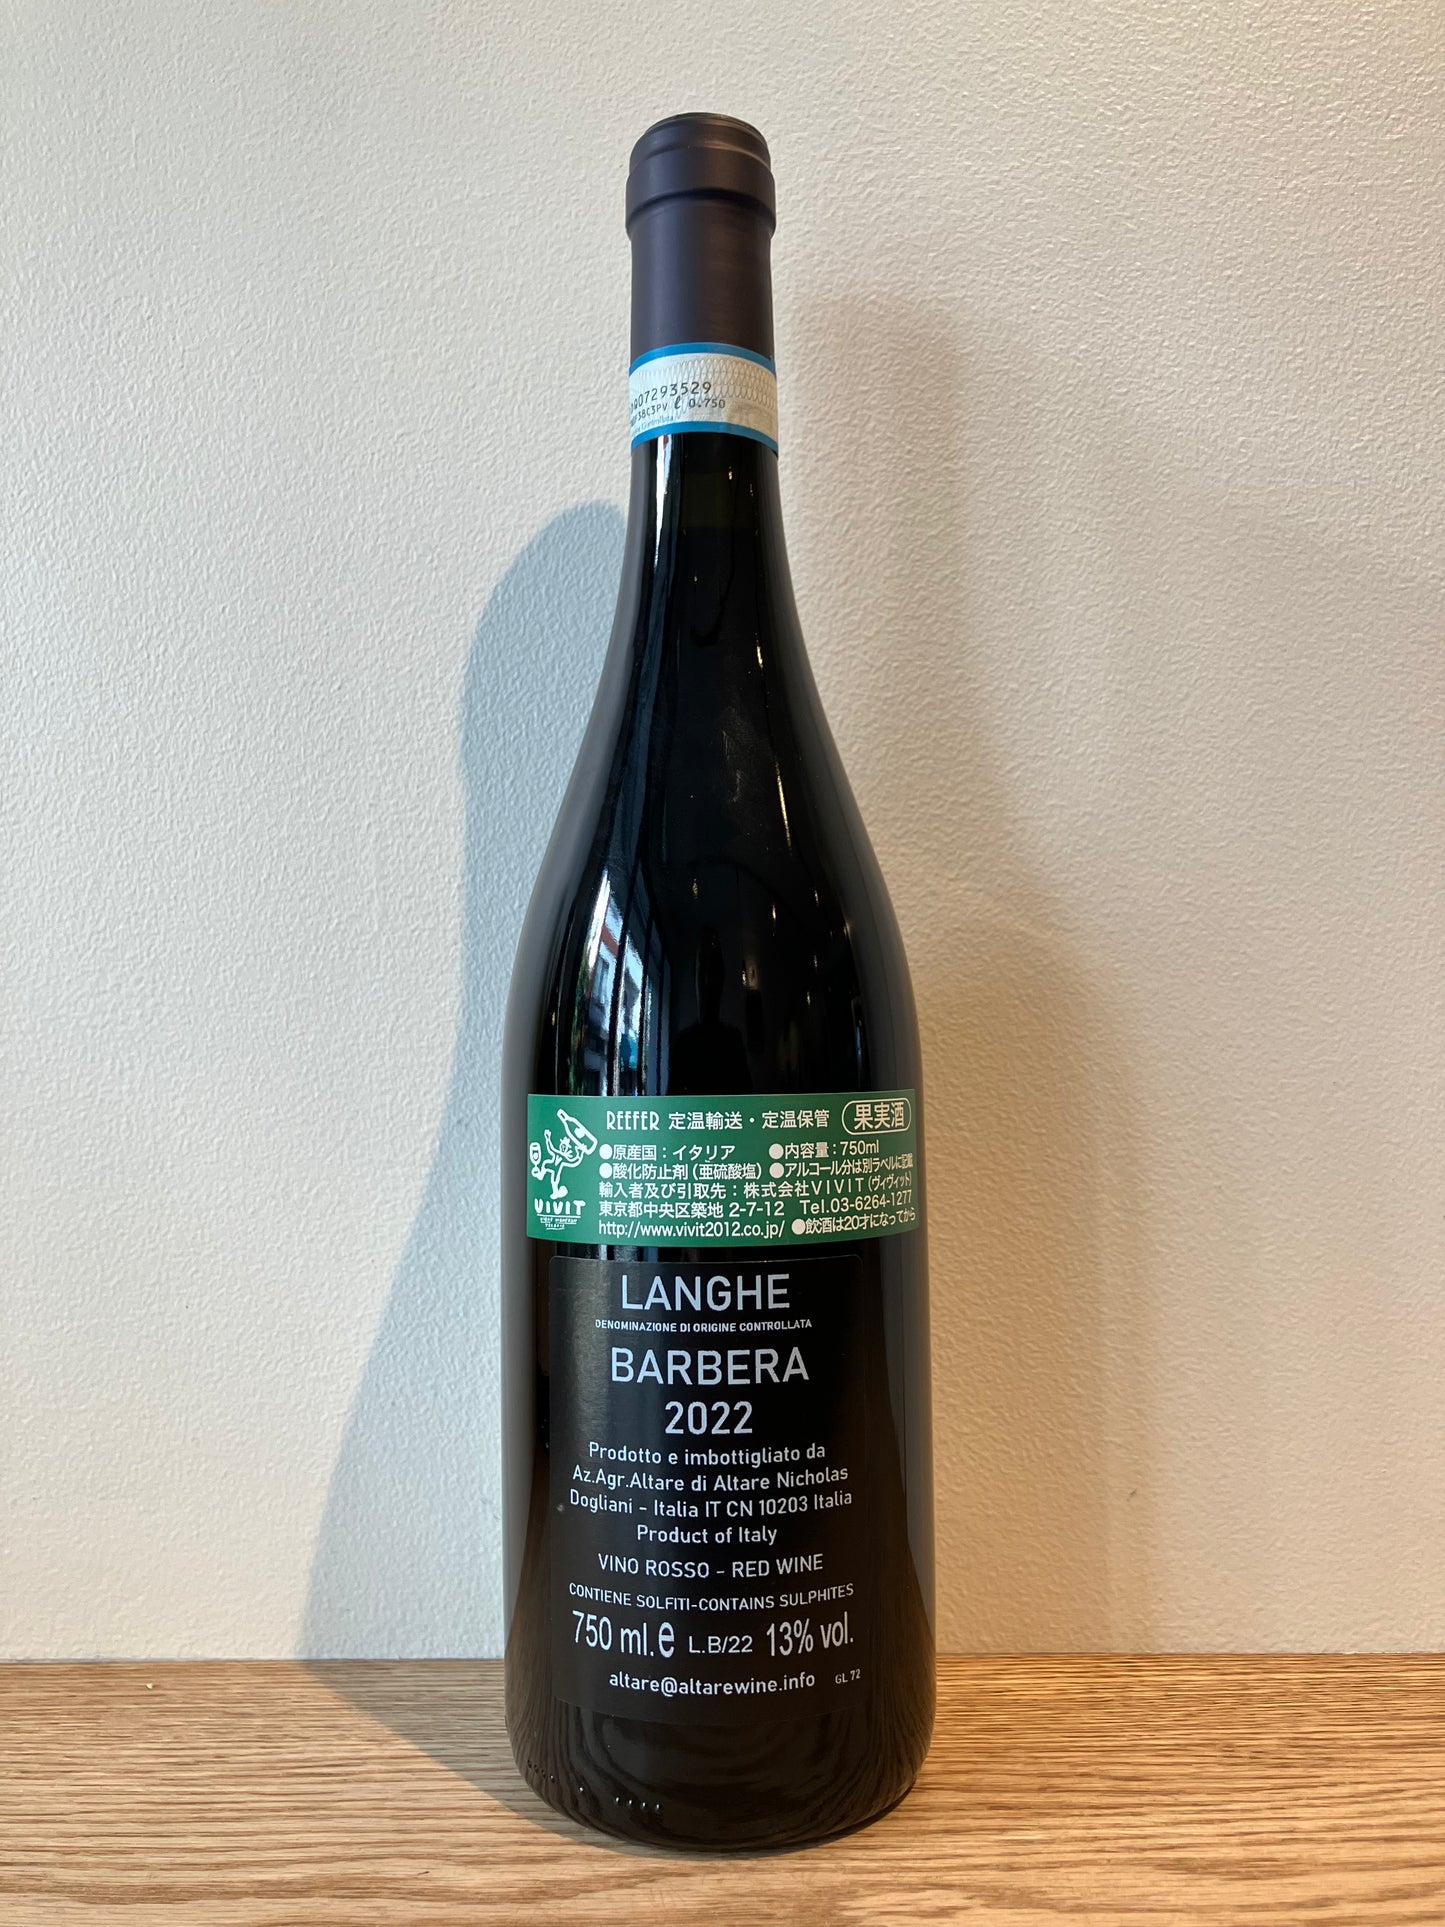 07293529
ℓ 0.750
REEFER 定温輸送・定温保管 果実酒
●原産国：イタリア ●内容量：750ml
●酸化防止剤（亜硫酸塩） ●アルコール分は別ラベルに記載
輸入者及び引取先：株式会社VIVIT（ヴィヴィット）
東京都中央区築地 2-7-12 Tel.03-6264-1277
http://www.vivit2012.co.jp/ ●飲酒は20才になってから
VIVIT
LANGHE
DENOMINAZIONE DI ORIGINE CONTROLLATA
BARBERA
2022
Prodotto e imbottigliato da
Az.Agr.Altare di Altare Nicholas
Dogliani - Italia IT CN 10203 Italia
Product of Italy
VINO ROSSO - RED WINE
CONTIENE SOLFITI-CONTAINS SULPHITES
750 ml.e L.B/22 13% vol.
altare@altarewine.info GL 72